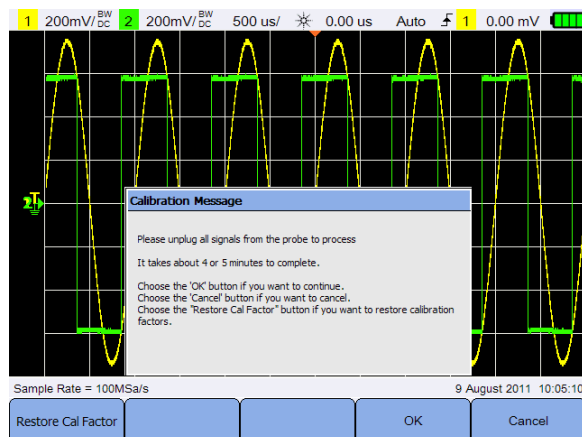 1 200mV/ BW DC 2 200mV/ BW DC 500 us/ 0.00 us Auto 1 0.00 mV
2
Calibration Message
Please unplug all signals from the probe to process
It takes about 4 or 5 minutes to complete.
Choose the 'OK' button if you want to continue.
Choose the 'Cancel' button if you want to cancel.
Choose the "Restore Cal Factor" button if you want to restore calibration
factors.
Sample Rate = 100MSa/s 9 August 2011 10:05:10
Restore Cal Factor OK Cancel